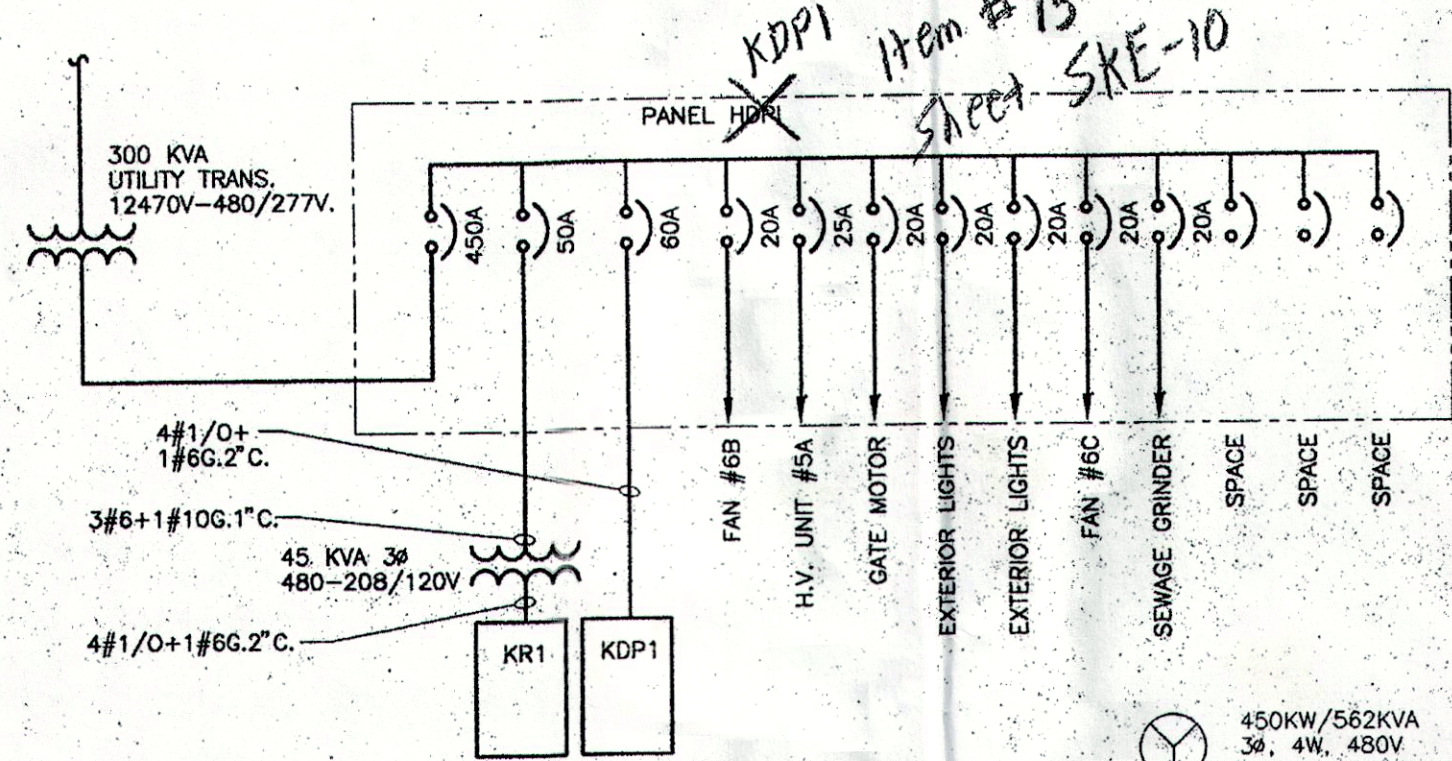 KDP1
Item # 15
Sheet SKE-10
PANEL HDP1
300 KVA
UTILITY TRANS.
12470V-480/277V.
450A
50A
60A
20A
25A
20A
20A
20A
20A
20A
4#1/0+
1#6G.2"C.
3#6+1#10G.1"C.
45 KVA 3ø
480-208/120V
4#1/0+1#6G.2"C.
KR1
KDP1
FAN #6B
H.V. UNIT #5A
GATE MOTOR
EXTERIOR LIGHTS
EXTERIOR LIGHTS
FAN #6C
SEWAGE GRINDER
SPACE
SPACE
SPACE
450KW/562KVA
3ø, 4W, 480V